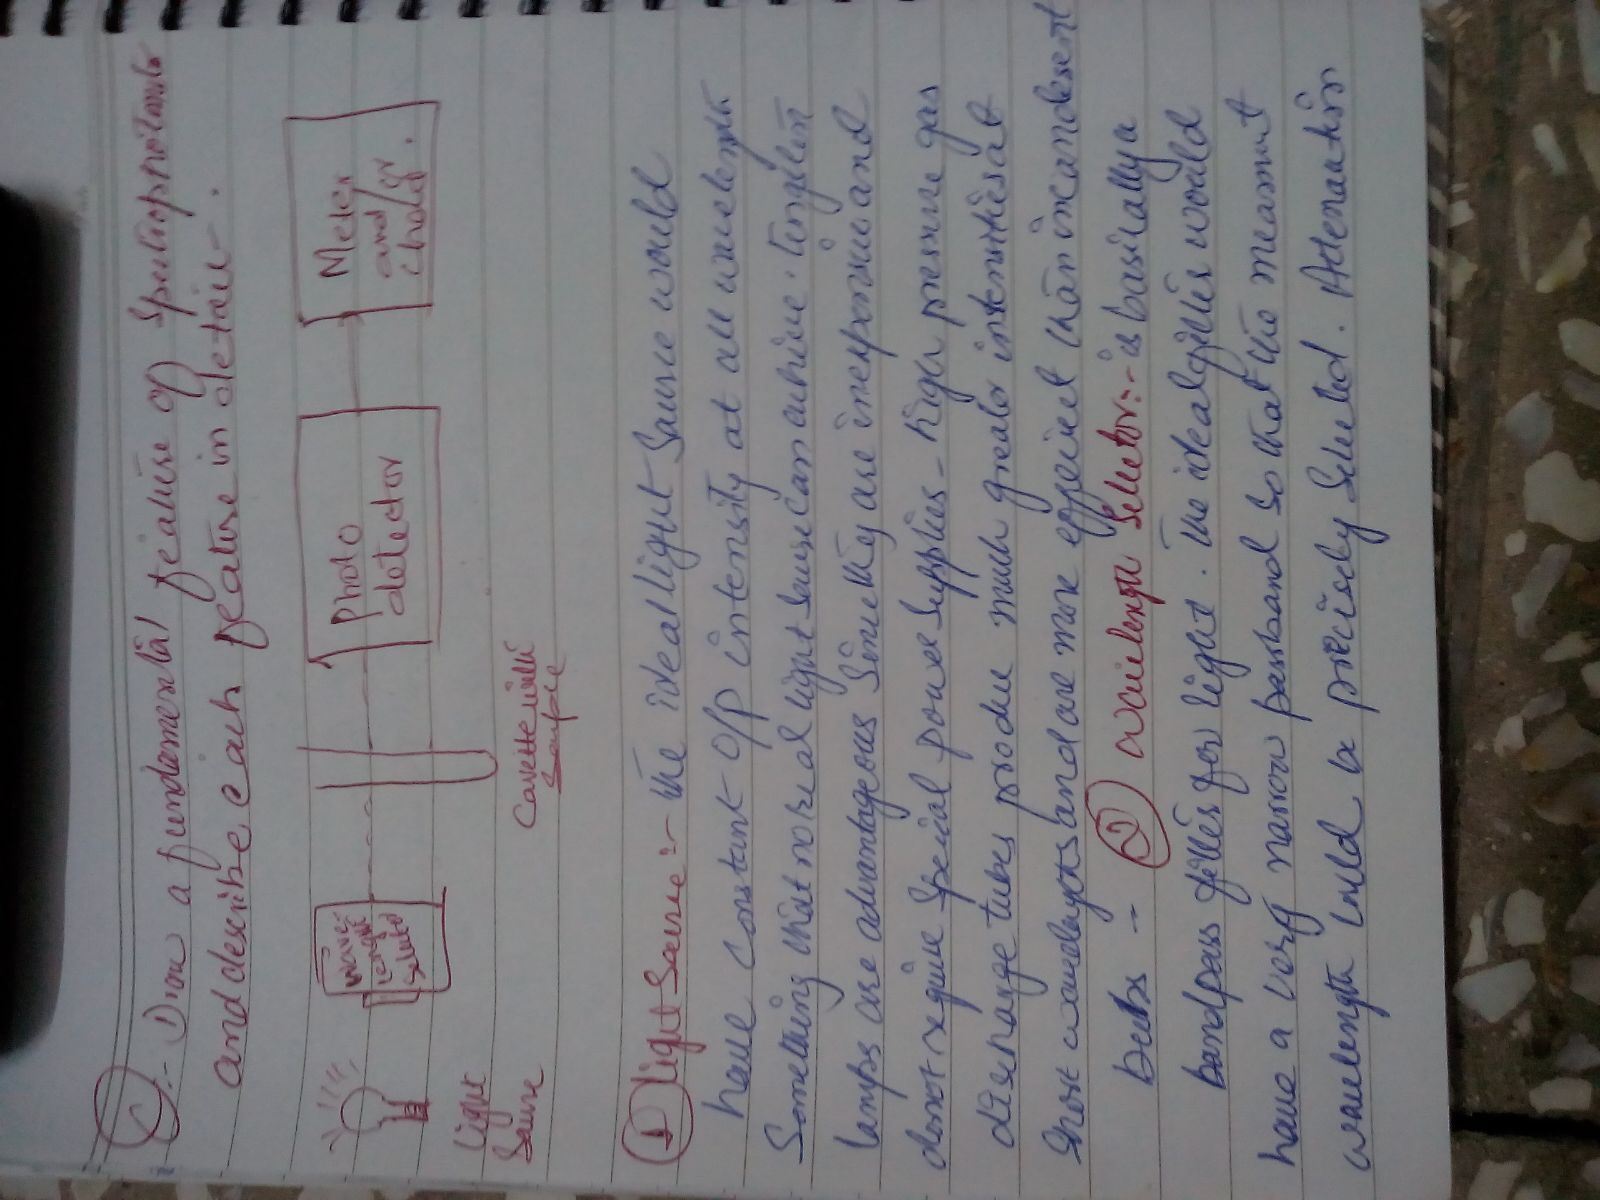 C:- Draw a fundamental feature of Spectrophotometer
and describe each feature in detail - .
Wave-
lenght
Selector
Photo
detector
Meter
and/or
chart.
Light
Source
Cavette with
Sample
① light Source :- The ideal light Source would
have constant O/P intensity at all wavelength
Something that no real light Source can achive. Tungsten
lamps are advantageous Since they are inexpensive and
donot require Special power Supplies - high pressure gas
discharge tubes produce much greater intensities at
Short wavelengths and are more efficient than incandesent
bulbs - ② Wavelength Selector :- is basically a
bandpass filter for light. The ideal filter would
have a very narrow passband so that the
wavelength could be precisely Selected. Attenuation